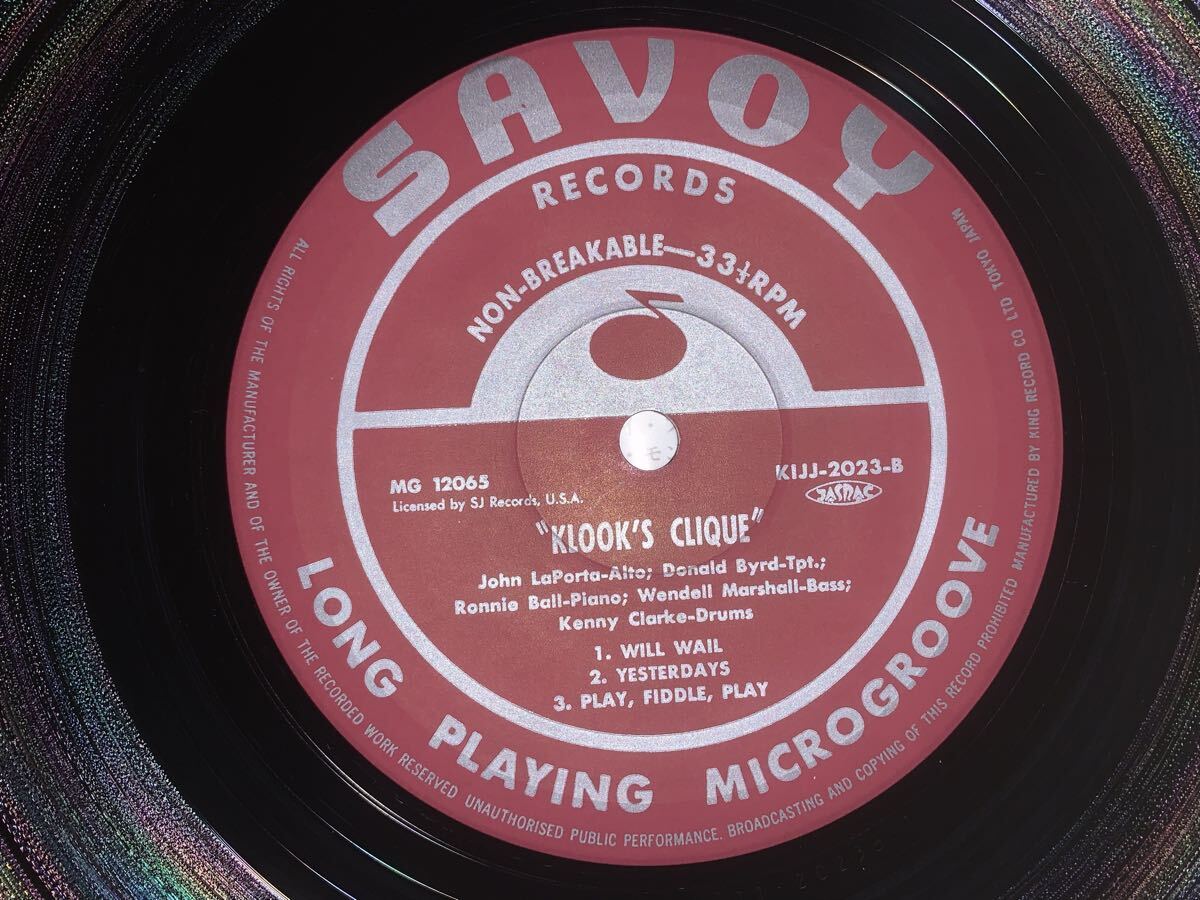 SAVOY
RECORDS
NON-BREAKABLE—33⅓RPM
MG 12065
Licensed by SJ Records, U.S.A.
KIJJ-2023-B
JASRAC
"KLOOK'S CLIQUE"
John LaPorta-Alto; Donald Byrd-Tpt.;
Ronnie Ball-Piano; Wendell Marshall-Bass;
Kenny Clarke-Drums
1. WILL WAIL
2. YESTERDAYS
3. PLAY, FIDDLE, PLAY
LONG PLAYING MICROGROOVE
ALL RIGHTS OF THE MANUFACTURER AND OF THE OWNER OF THE RECORDED WORK RESERVED UNAUTHORISED PUBLIC PERFORMANCE. BROADCASTING AND COPYING OF THIS RECORD PROHIBITED MANUFACTURED BY KING RECORD CO LTD TOKYO JAPAN